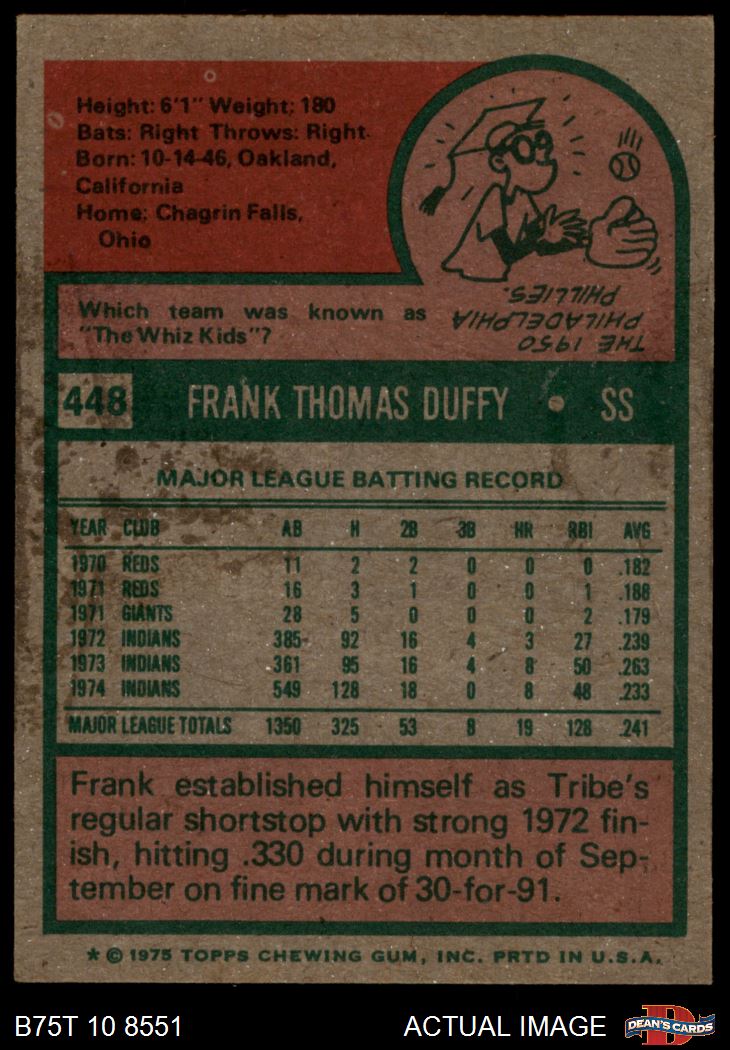 Height: 6'1" Weight: 180
Bats: Right Throws: Right
Born: 10-14-46, Oakland,
California
Home: Chagrin Falls,
Ohio
Which team was known as
"The Whiz Kids"?
THE 1950
PHILADELPHIA
PHILLIES.
448 FRANK THOMAS DUFFY • SS
MAJOR LEAGUE BATTING RECORD
YEAR CLUB AB H 2B 3B HR RBI AVG
1970 REDS 11 2 2 0 0 0 .182
1971 REDS 16 3 1 0 0 1 .188
1971 GIANTS 28 5 0 0 0 2 .179
1972 INDIANS 385 92 16 4 3 27 .239
1973 INDIANS 361 95 16 4 8 50 .263
1974 INDIANS 549 128 18 0 8 48 .233
MAJOR LEAGUE TOTALS 1350 325 53 8 19 128 .241
Frank established himself as Tribe's
regular shortstop with strong 1972 fin-
ish, hitting .330 during month of Sep-
tember on fine mark of 30-for-91.
* © 1975 TOPPS CHEWING GUM, INC. PRTD IN U.S.A.
B75T 10 8551 ACTUAL IMAGE
D
DEAN'S CARDS